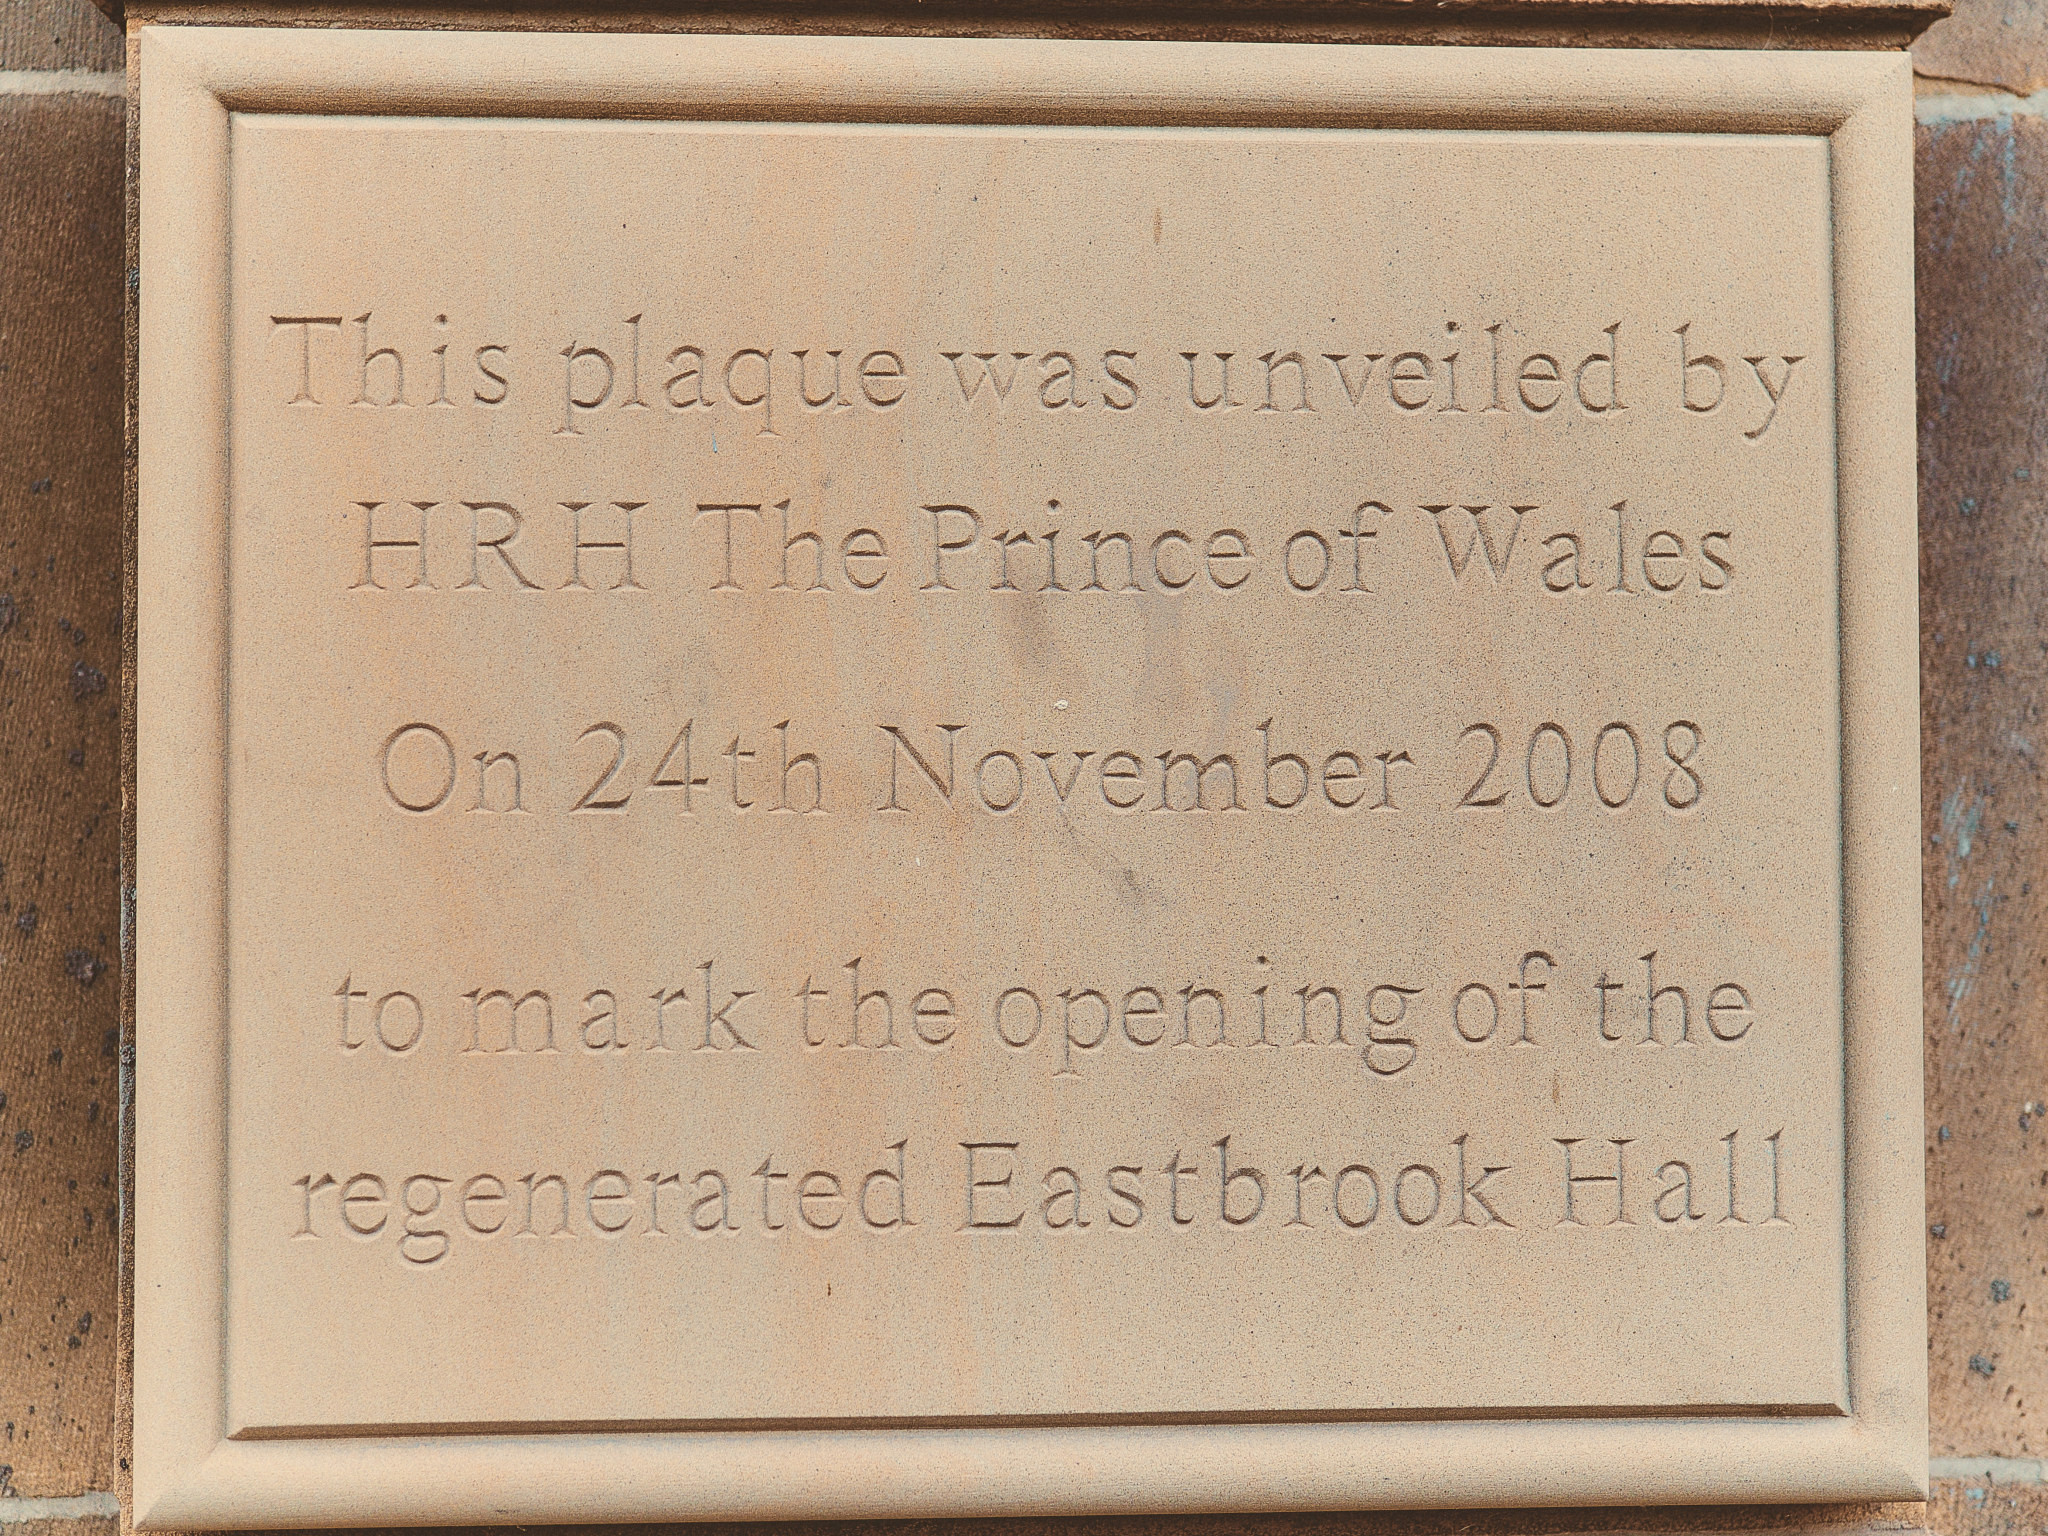 This plaque was unveiled by
HRH The Prince of Wales
On 24th November 2008
to mark the opening of the
regenerated Eastbrook Hall